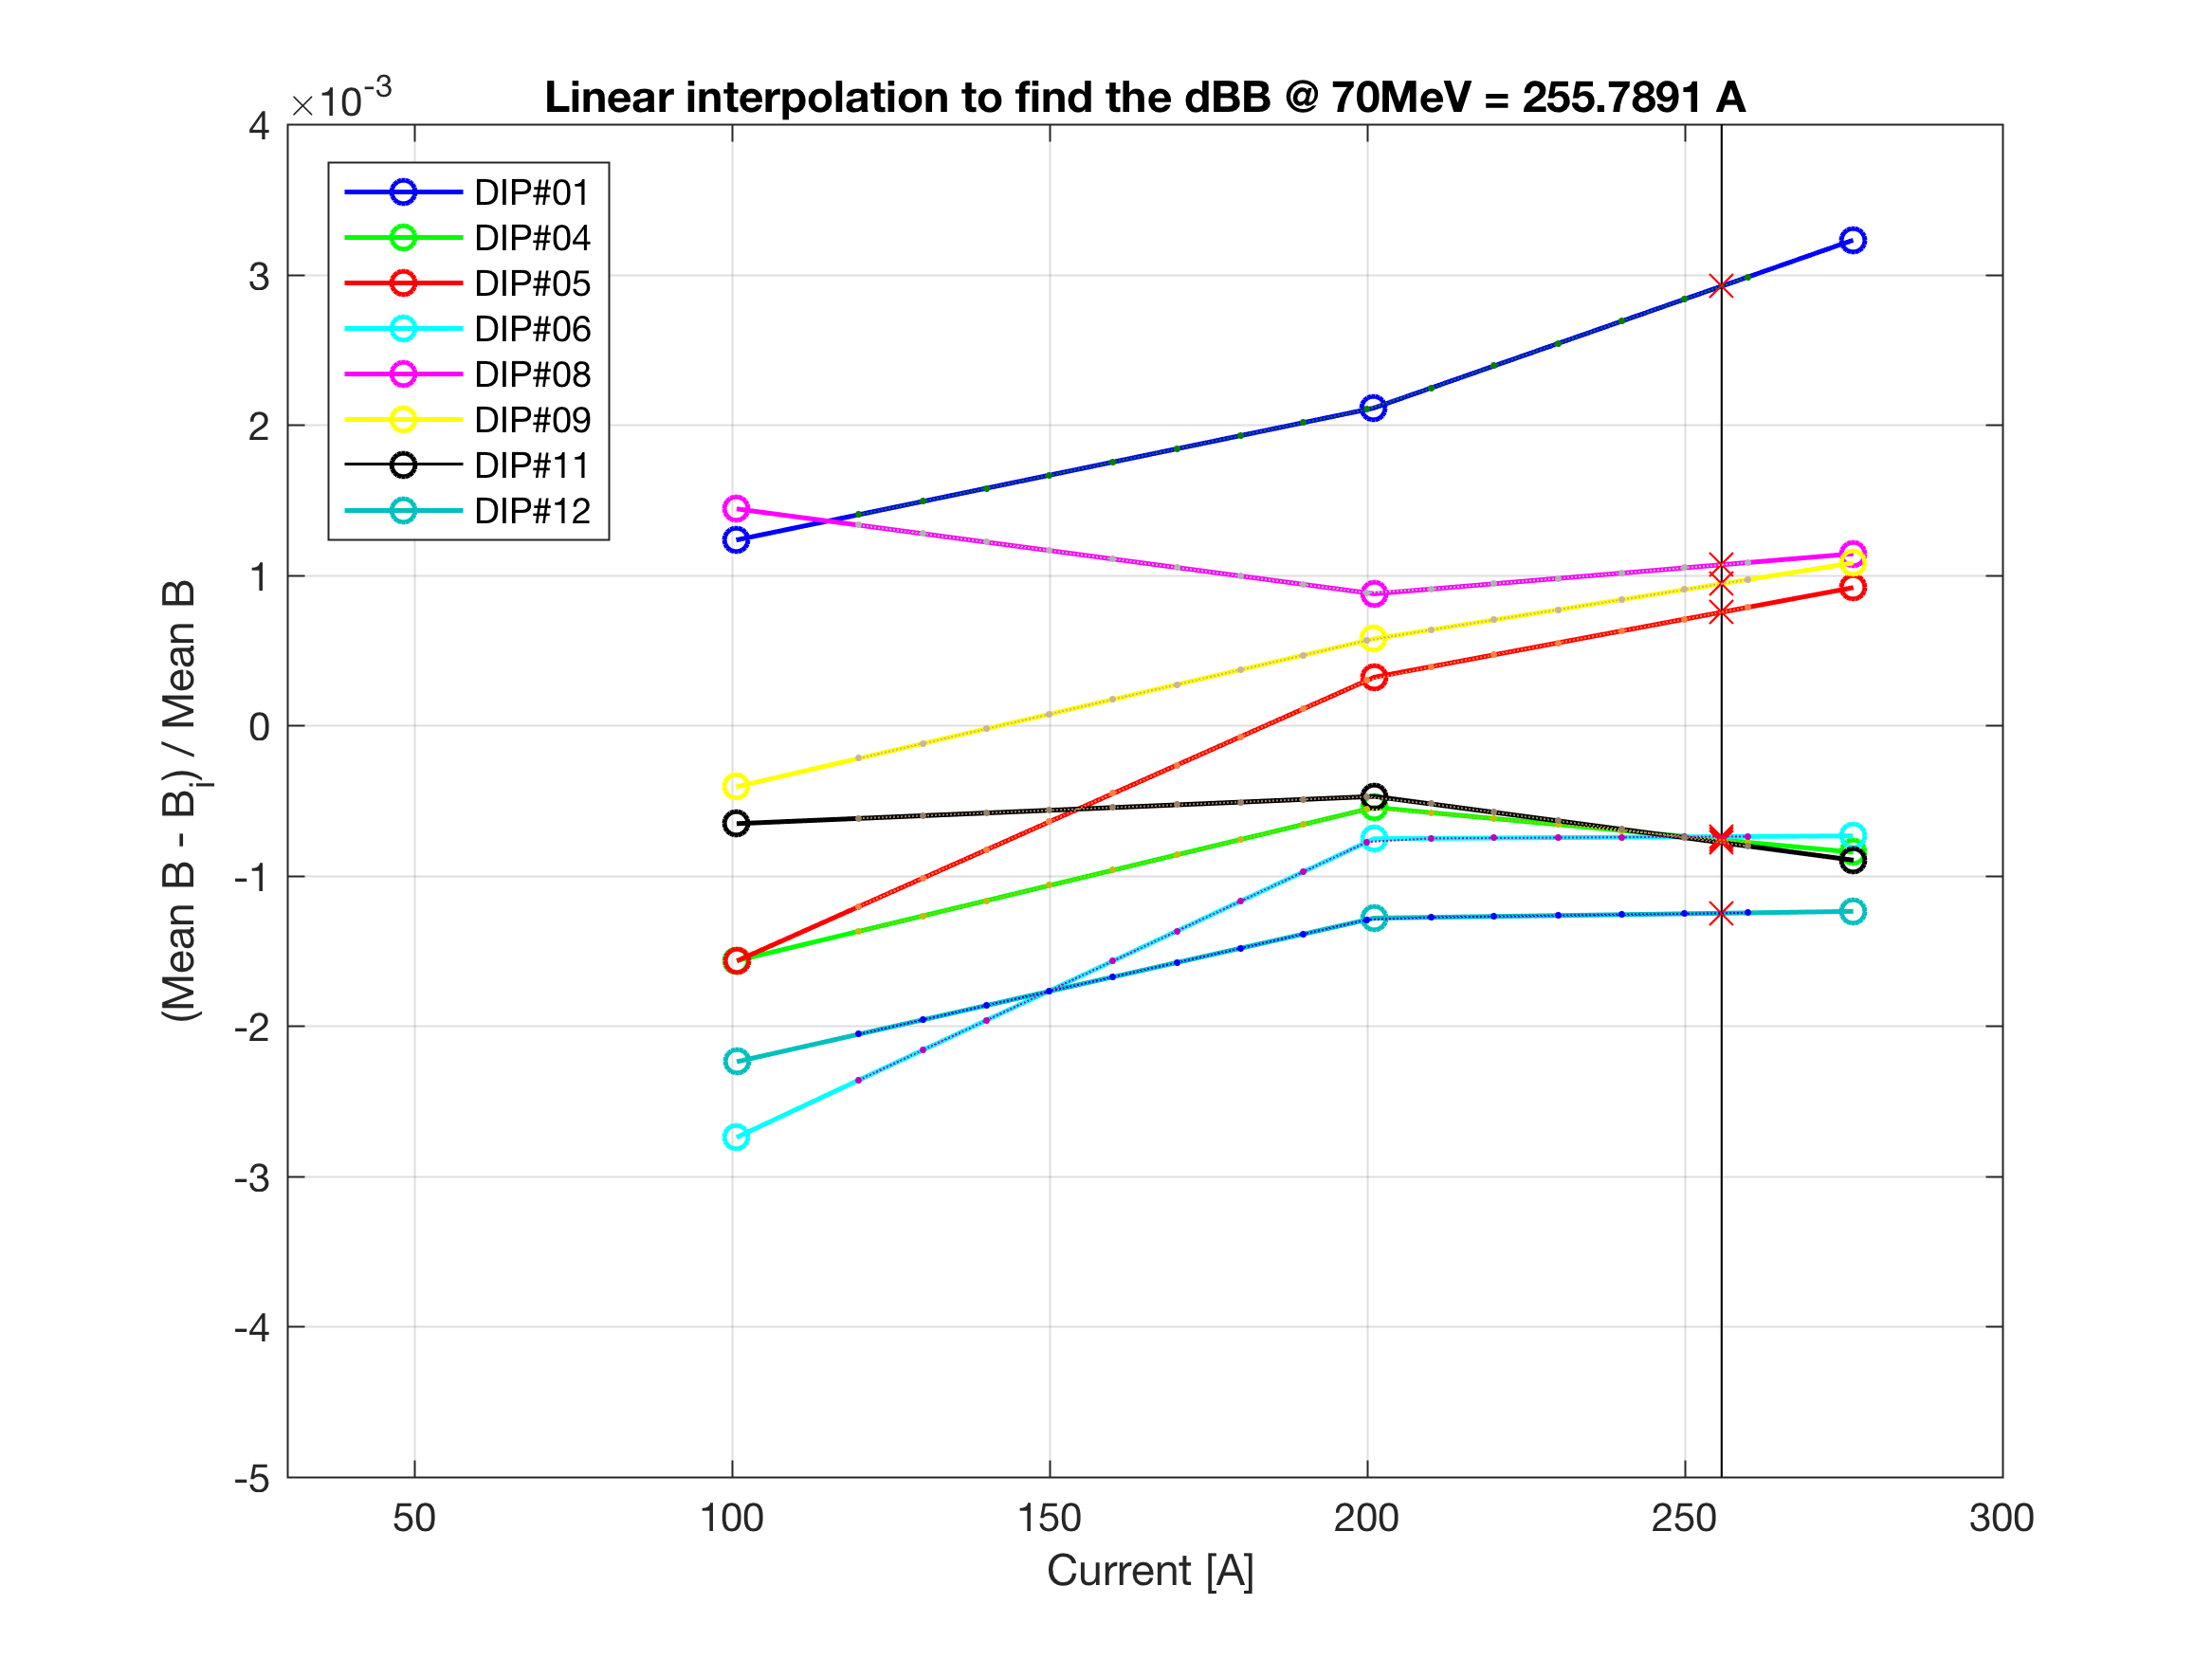 Linear interpolation to find the dBB @ 70MeV = 255.7891 A
×10-3
4
3
2
1
0
-1
-2
-3
-4
-5
(Mean B - Bi) / Mean B
DIP#01
DIP#04
DIP#05
DIP#06
DIP#08
DIP#09
DIP#11
DIP#12
50 100 150 200 250 300
Current [A]